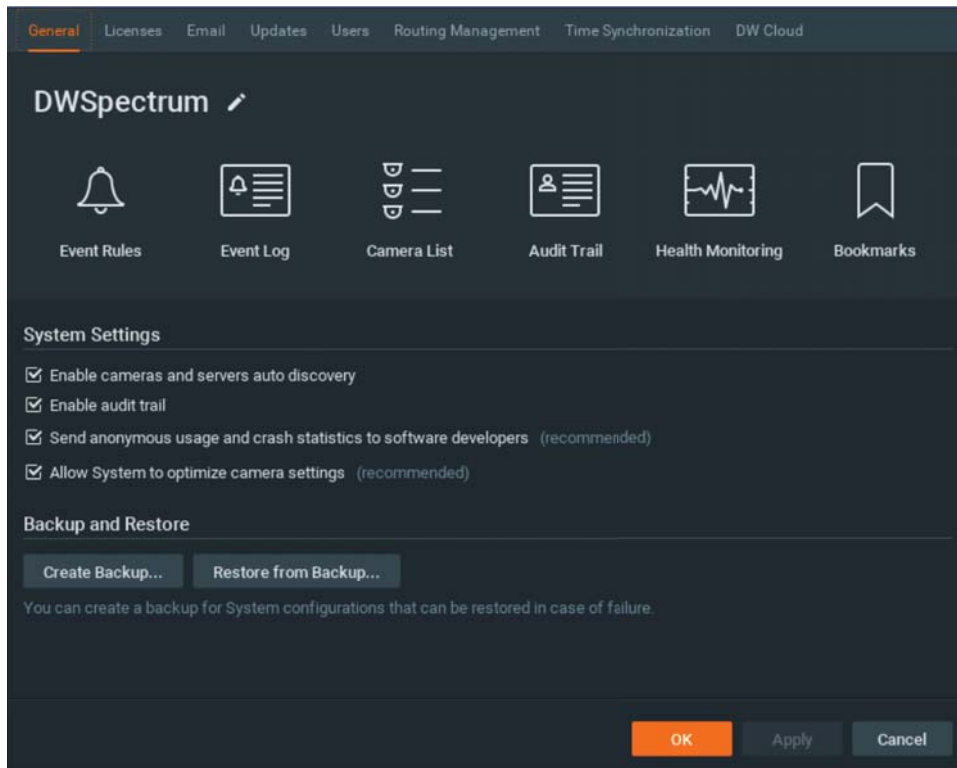 General Licenses Email Updates Users Routing Management Time Synchronization DW Cloud
DWSpectrum
Event Rules Event Log Camera List Audit Trail Health Monitoring Bookmarks
System Settings
Enable cameras and servers auto discovery
Enable audit trail
Send anonymous usage and crash statistics to software developers (recommended)
Allow System to optimize camera settings (recommended)
Backup and Restore
Create Backup... Restore from Backup...
You can create a backup for System configurations that can be restored in case of failure.
OK Apply Cancel